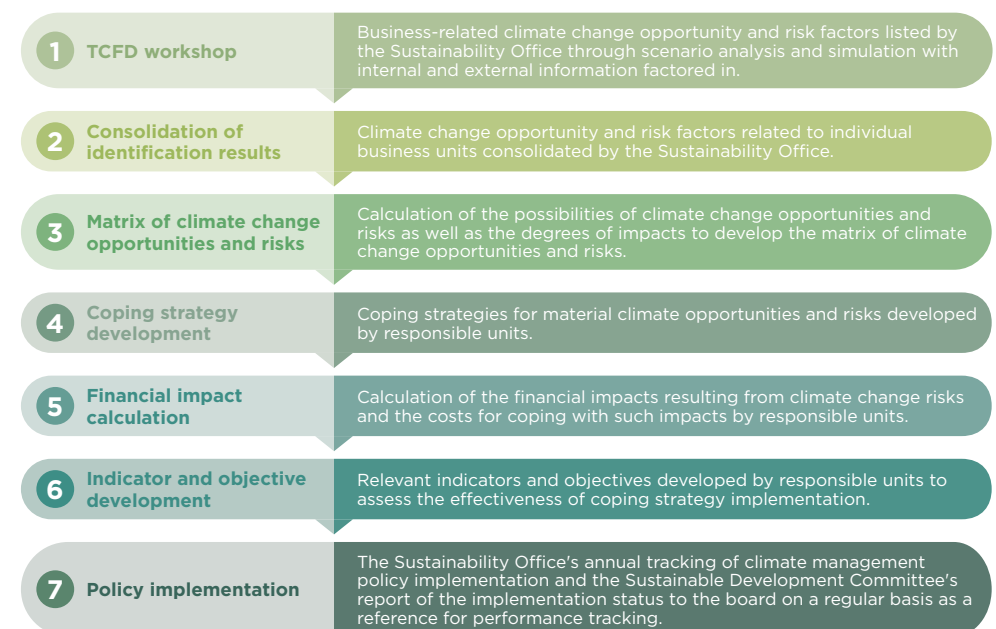 1
TCFD workshop
Business-related climate change opportunity and risk factors listed by
the Sustainability Office through scenario analysis and simulation with
internal and external information factored in.
2
Consolidation of
identification results
Climate change opportunity and risk factors related to individual
business units consolidated by the Sustainability Office.
3
Matrix of climate change
opportunities and risks
Calculation of the possibilities of climate change opportunities and
risks as well as the degrees of impacts to develop the matrix of climate
change opportunities and risks.
4
Coping strategy
development
Coping strategies for material climate opportunities and risks developed
by responsible units.
5
Financial impact
calculation
Calculation of the financial impacts resulting from climate change risks
and the costs for coping with such impacts by responsible units.
6
Indicator and objective
development
Relevant indicators and objectives developed by responsible units to
assess the effectiveness of coping strategy implementation.
7
Policy implementation
The Sustainability Office's annual tracking of climate management
policy implementation and the Sustainable Development Committee's
report of the implementation status to the board on a regular basis as a
reference for performance tracking.